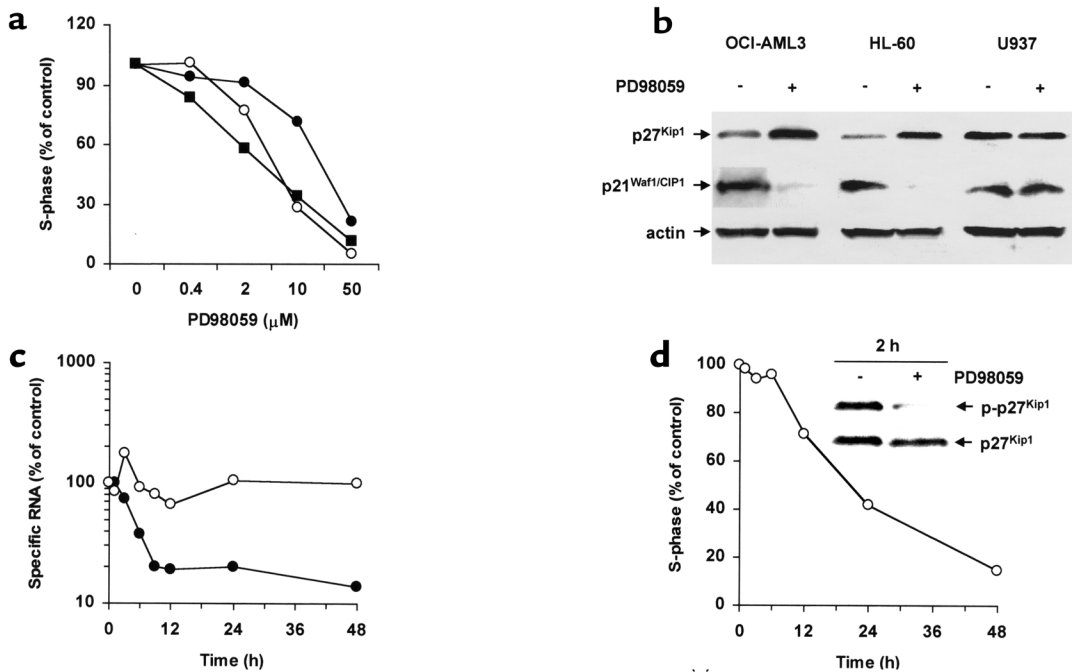 a
120
90
60
30
0
S-phase (% of control)
0 0.4 2 10 50
PD98059 (μM)
b
OCI-AML3 HL-60 U937
PD98059 - + - + - +
p27Kip1
p21Waf1/CIP1
actin
c
1000
100
10
Specific RNA (% of control)
0 12 24 36 48
Time (h)
d
100
80
60
40
20
0
S-phase (% of control)
0 12 24 36 48
Time (h)
2 h
- + PD98059
p-p27Kip1
p27Kip1